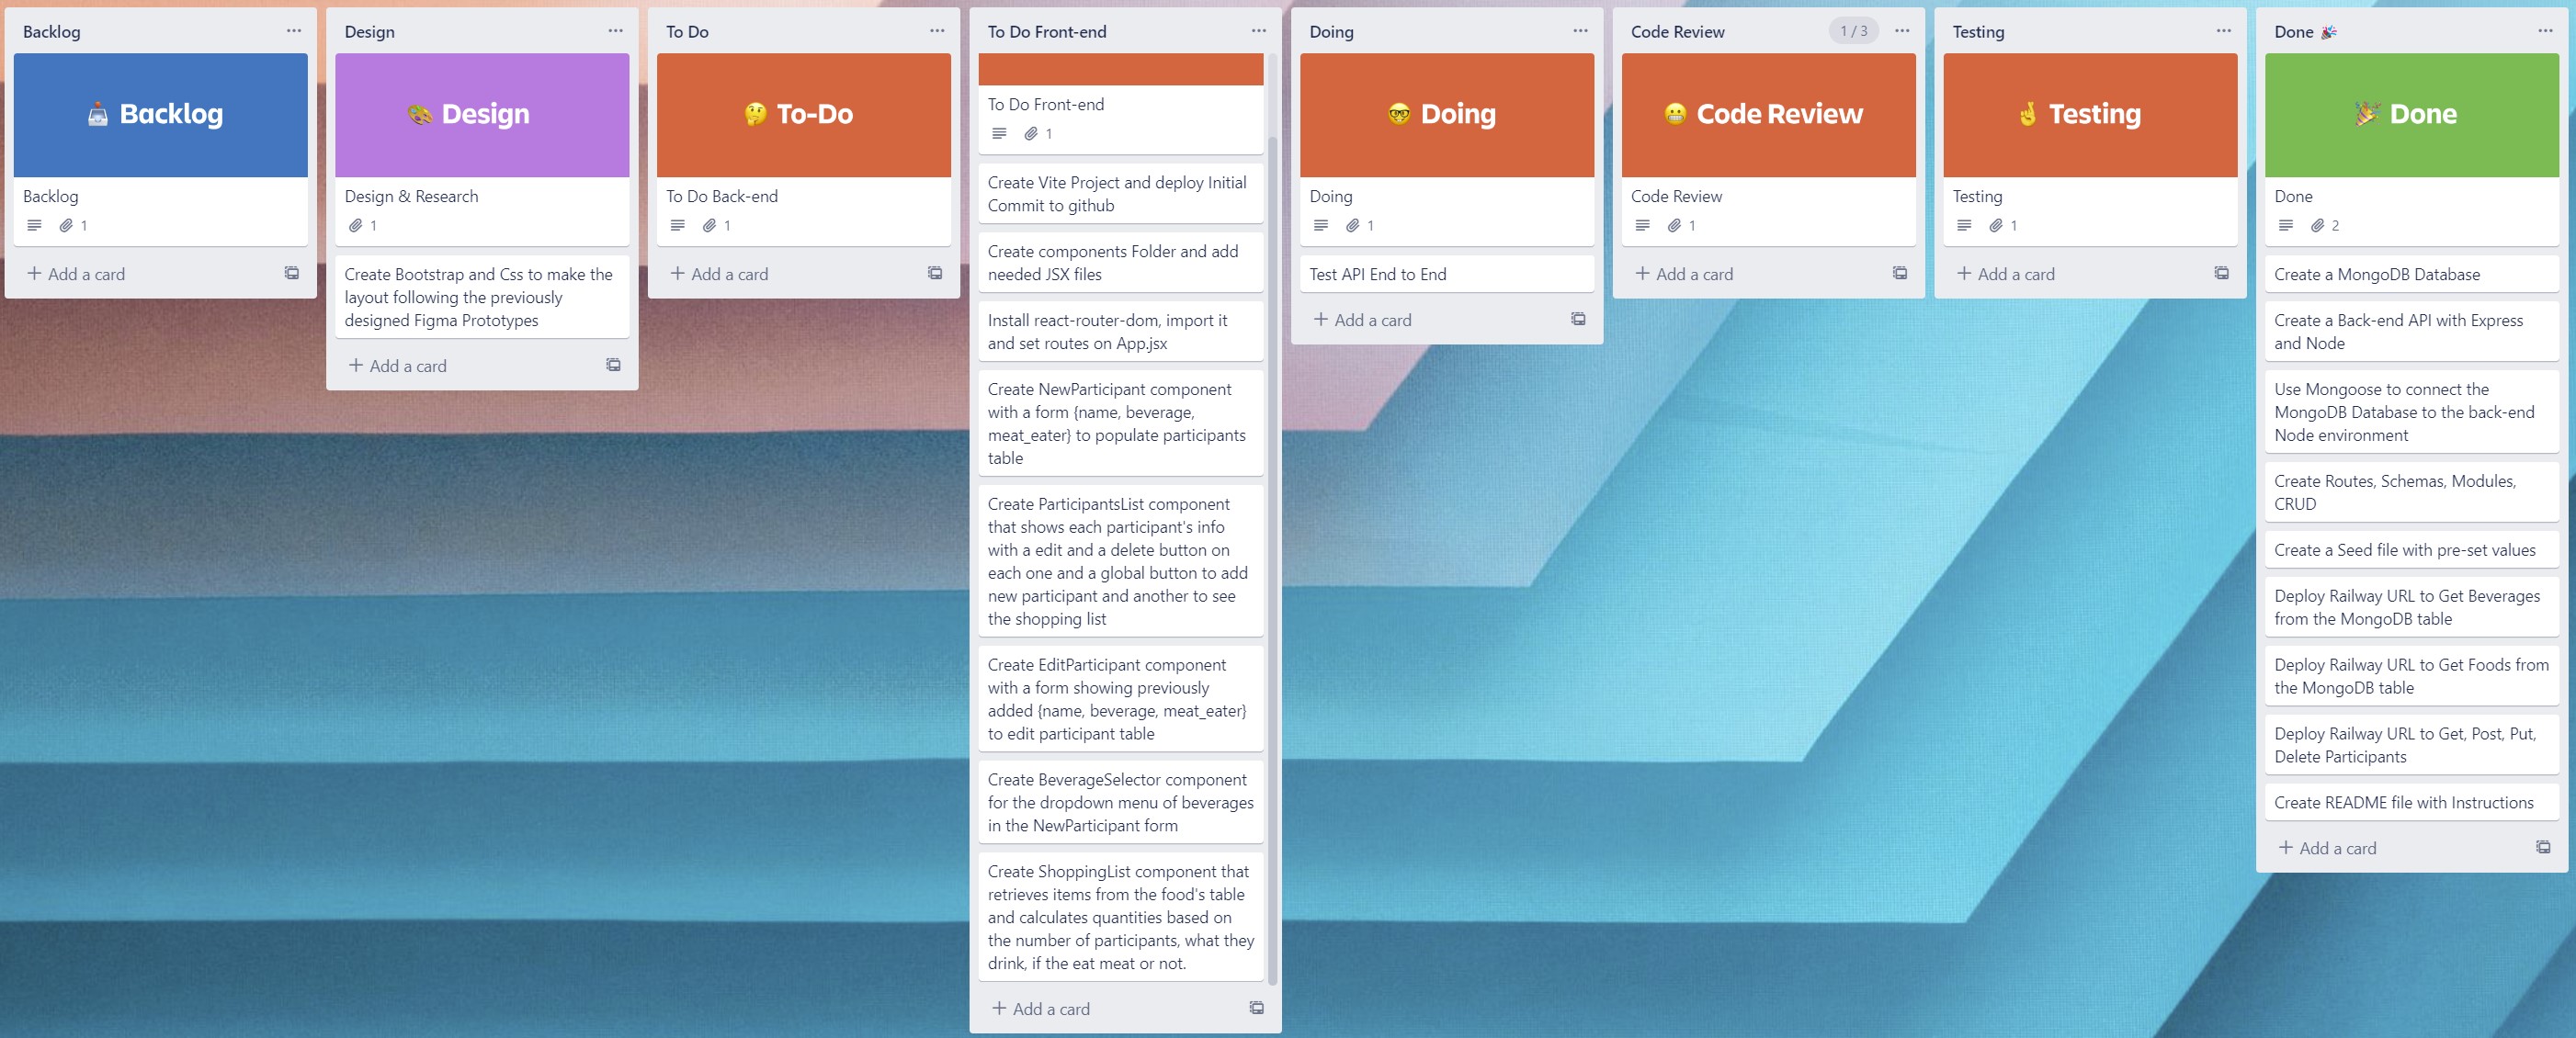 Backlog
Backlog
Backlog
1
Add a card
Design
Design
Design & Research
1
Create Bootstrap and Css to make the
layout following the previously
designed Figma Prototypes
Add a card
To Do
To-Do
To Do Back-end
1
Add a card
To Do Front-end
To Do Front-end
1
Create Vite Project and deploy Initial
Commit to github
Create components Folder and add
needed JSX files
Install react-router-dom, import it
and set routes on App.jsx
Create NewParticipant component
with a form {name, beverage,
meat_eater} to populate participants
table
Create ParticipantsList component
that shows each participant's info
with a edit and a delete button on
each one and a global button to add
new participant and another to see
the shopping list
Create EditParticipant component
with a form showing previously
added {name, beverage, meat_eater}
to edit participant table
Create BeverageSelector component
for the dropdown menu of beverages
in the NewParticipant form
Create ShoppingList component that
retrieves items from the food's table
and calculates quantities based on
the number of participants, what they
drink, if the eat meat or not.
Add a card
Doing
Doing
Doing
1
Test API End to End
Add a card
Code Review 1 / 3
Code Review
Code Review
1
Add a card
Testing
Testing
Testing
1
Add a card
Done 🎉
Done
Done
2
Create a MongoDB Database
Create a Back-end API with Express
and Node
Use Mongoose to connect the
MongoDB Database to the back-end
Node environment
Create Routes, Schemas, Modules,
CRUD
Create a Seed file with pre-set values
Deploy Railway URL to Get Beverages
from the MongoDB table
Deploy Railway URL to Get Foods from
the MongoDB table
Deploy Railway URL to Get, Post, Put,
Delete Participants
Create README file with Instructions
Add a card